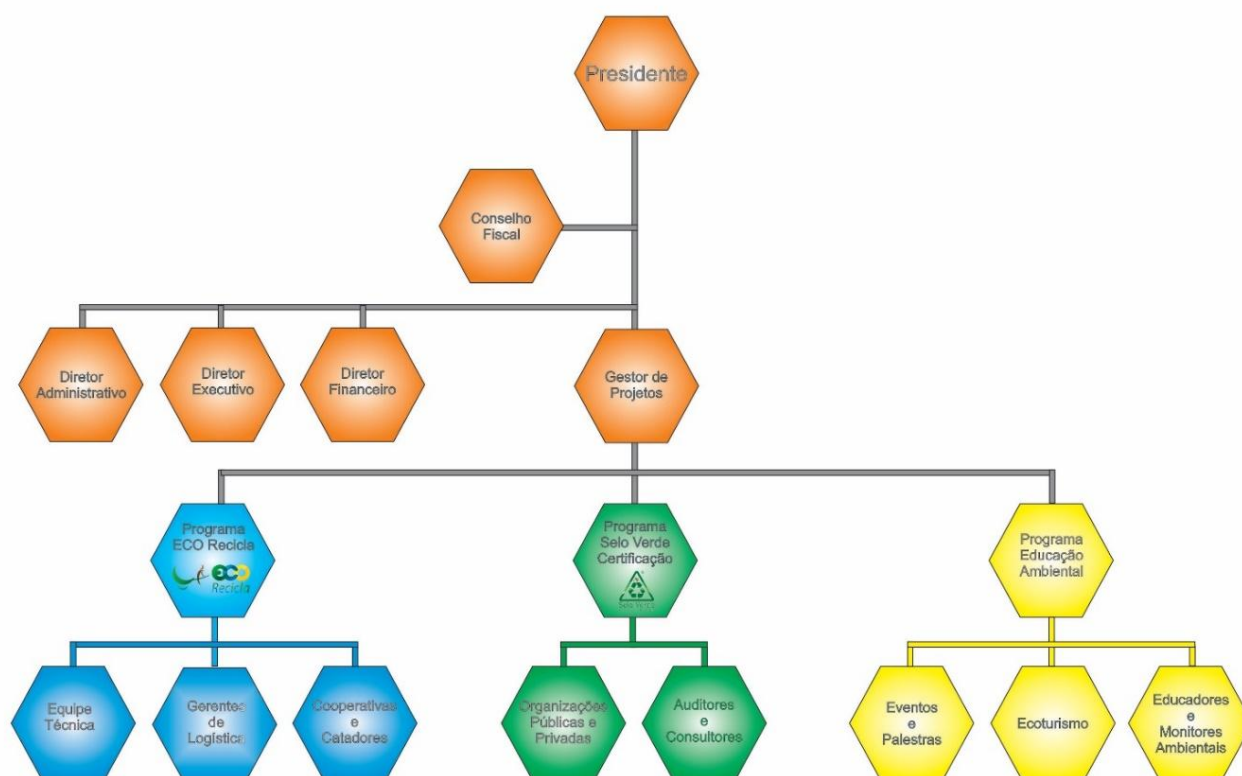 Presidente
Conselho
Fiscal
Diretor
Administrativo
Diretor
Executivo
Diretor
Financeiro
Gestor de
Projetos
Programa
ECO Recicla
eco
Recicla
Programa
Selo Verde
Certificação
Selo Verde
Programa
Educação
Ambiental
Equipe
Técnica
Gerentes
de
Logística
Cooperativas
e
Catadores
Organizações
Públicas e
Privadas
Auditores
e
Consultores
Eventos
e
Palestras
Ecoturismo
Educadores
e
Monitores
Ambientais